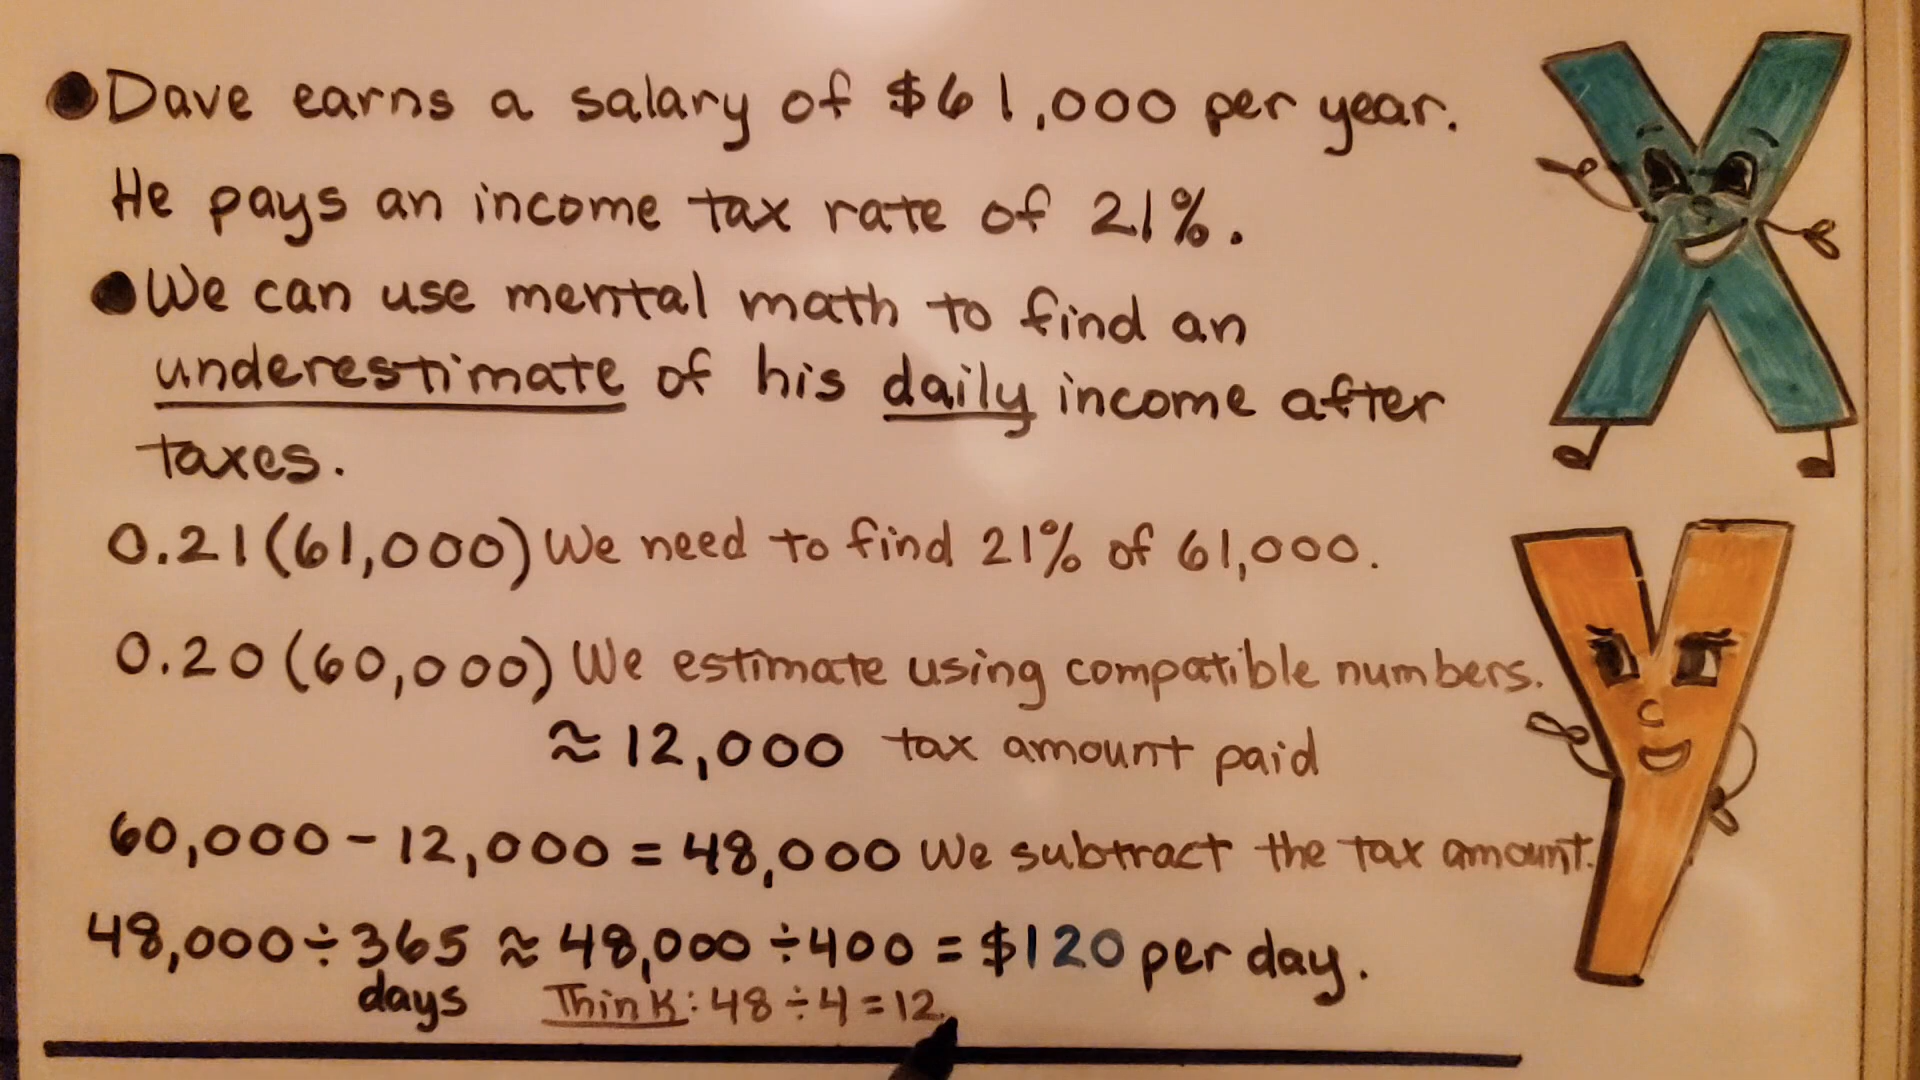 ●Dave earns a salary of $61,000 per year.
He pays an income tax rate of 21%.
●We can use mental math to find an
underestimate of his daily income after
taxes.
0.21(61,000) We need to find 21% of 61,000.
0.20(60,000) We estimate using compatible numbers.
≈ 12,000 tax amount paid
60,000 - 12,000 = 48,000 We subtract the tax amount.
48,000 ÷ 365 ≈ 48,000 ÷ 400 = $120 per day.
days Think: 48 ÷ 4 = 12.